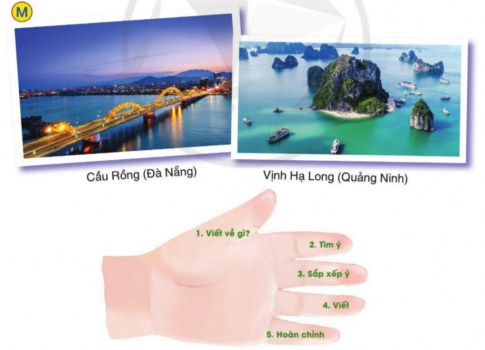 M
Cầu Rồng (Đà Nẵng)
Vịnh Hạ Long (Quảng Ninh)
1. Viết về gì?
2. Tìm ý
3. Sắp xếp ý
4. Viết
5. Hoàn chỉnh